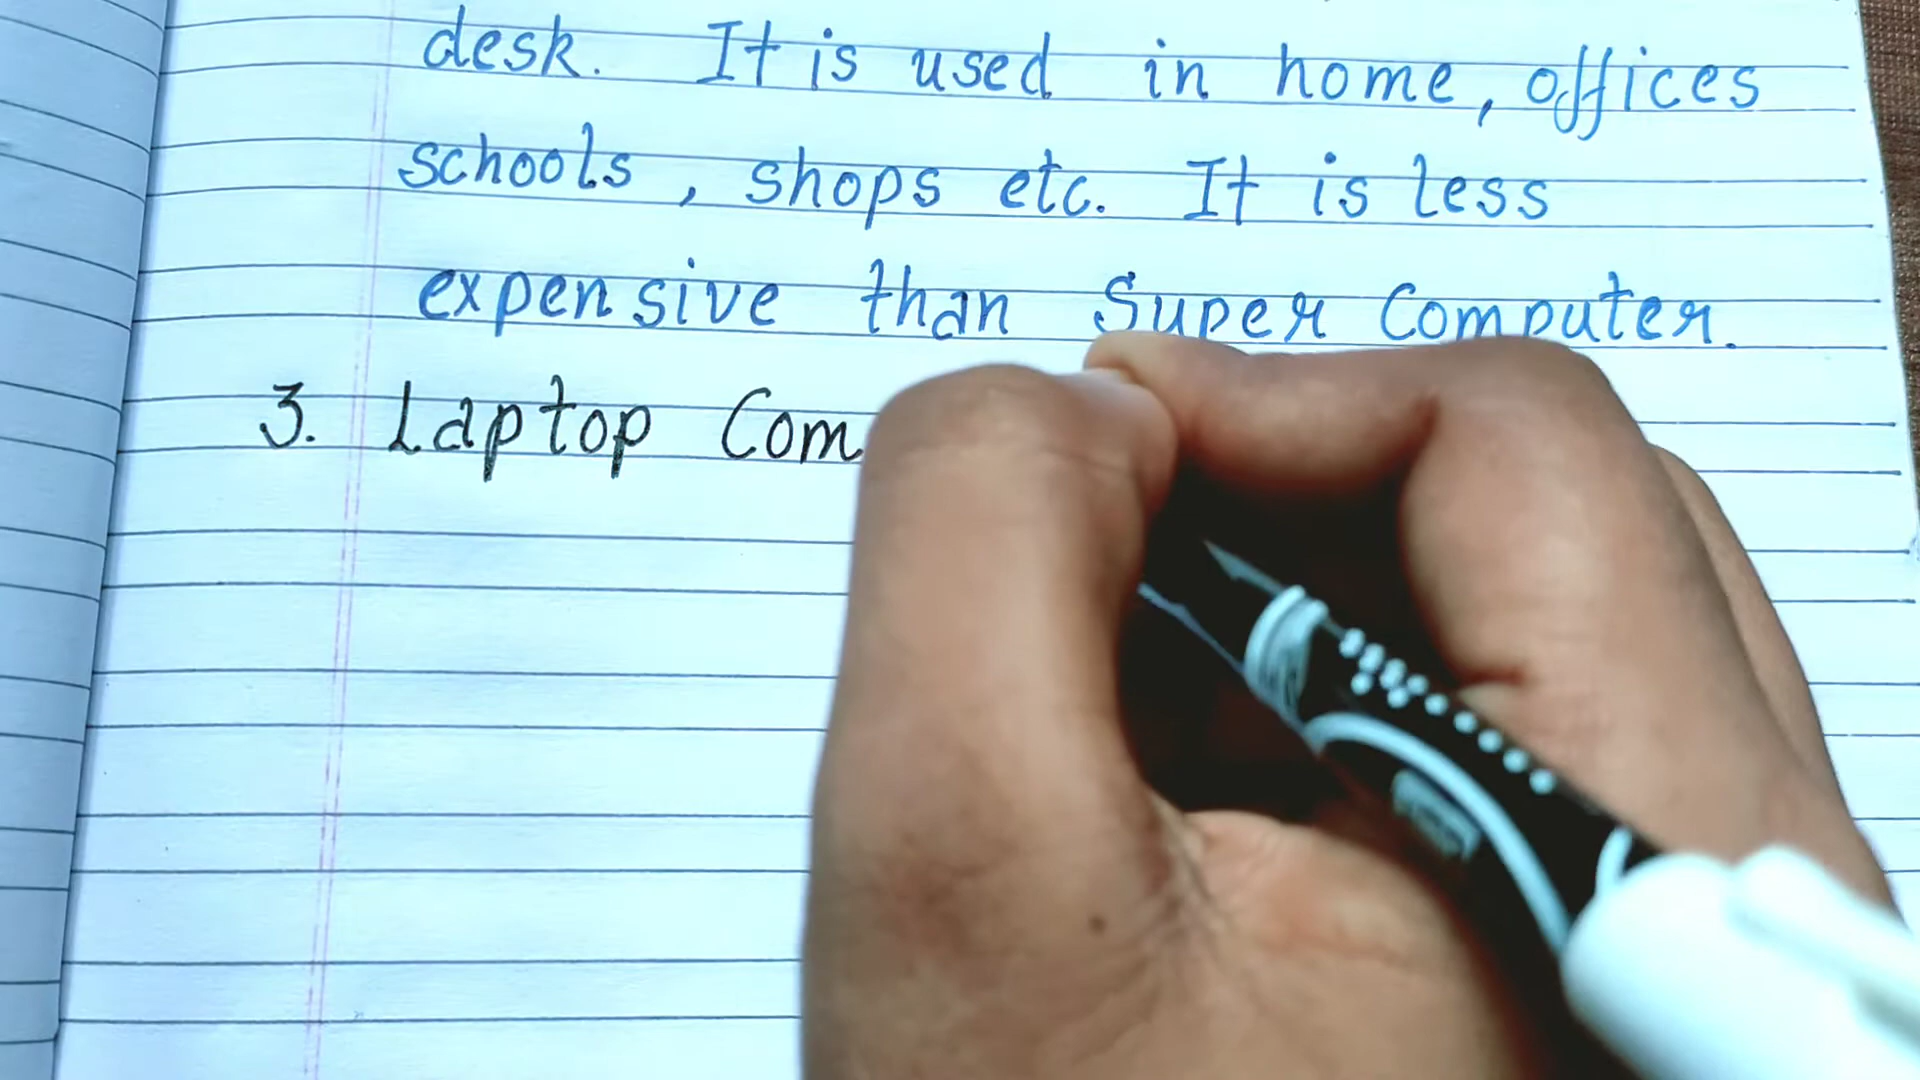 desk. It is used in home, offices
schools, shops etc. It is less
expensive than Super Computer.
3. Laptop Com